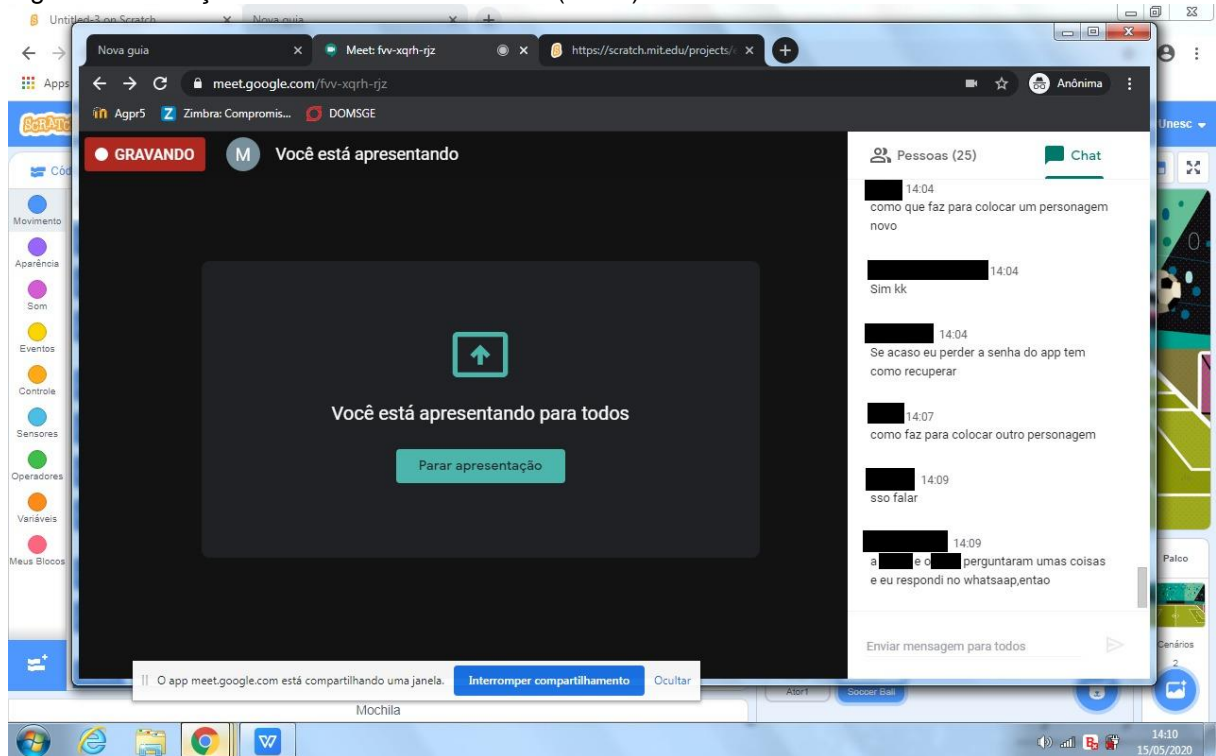 Untitled-3 on Scratch
Nova guia
Nova guia
Meet: fvv-xqrh-rjz
https://scratch.mit.edu/projects/
Apps
meet.google.com/fvv-xqrh-rjz
Anônima
Agpr5
Zimbra: Compromis...
DOMSGE
Unesc
GRAVANDO
M
Você está apresentando
Pessoas (25)
Chat
Movimento
Aparência
Som
Eventos
Controle
Sensores
Operadores
Variáveis
Meus Blocos
14:04
como que faz para colocar um personagem
novo
14:04
Sim kk
14:04
Se acaso eu perder a senha do app tem
como recuperar
14:07
como faz para colocar outro personagem
14:09
sso falar
14:09
a e o perguntaram umas coisas
e eu respondi no whatsaap,entao
Você está apresentando para todos
Parar apresentação
Enviar mensagem para todos
Palco
Cenários
2
O app meet.google.com está compartilhando uma janela.
Interromper compartilhamento
Ocultar
Mochila
Ator1
Soccer Ball
14:10
15/05/2020